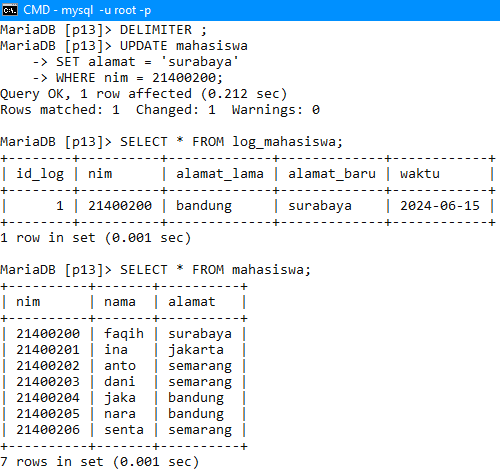 CMD - mysql  -u root -p
MariaDB [p13]> DELIMITER ;
MariaDB [p13]> UPDATE mahasiswa
    -> SET alamat = 'surabaya'
    -> WHERE nim = 21400200;
Query OK, 1 row affected (0.212 sec)
Rows matched: 1  Changed: 1  Warnings: 0

MariaDB [p13]> SELECT * FROM log_mahasiswa;
+--------+----------+-------------+-------------+------------+
| id_log | nim      | alamat_lama | alamat_baru | waktu      |
+--------+----------+-------------+-------------+------------+
|      1 | 21400200 | bandung     | surabaya    | 2024-06-15 |
+--------+----------+-------------+-------------+------------+
1 row in set (0.001 sec)

MariaDB [p13]> SELECT * FROM mahasiswa;
+----------+-------+----------+
| nim      | nama  | alamat   |
+----------+-------+----------+
| 21400200 | faqih | surabaya |
| 21400201 | ina   | jakarta  |
| 21400202 | anto  | semarang |
| 21400203 | dani  | semarang |
| 21400204 | jaka  | bandung  |
| 21400205 | nara  | bandung  |
| 21400206 | senta | semarang |
+----------+-------+----------+
7 rows in set (0.001 sec)